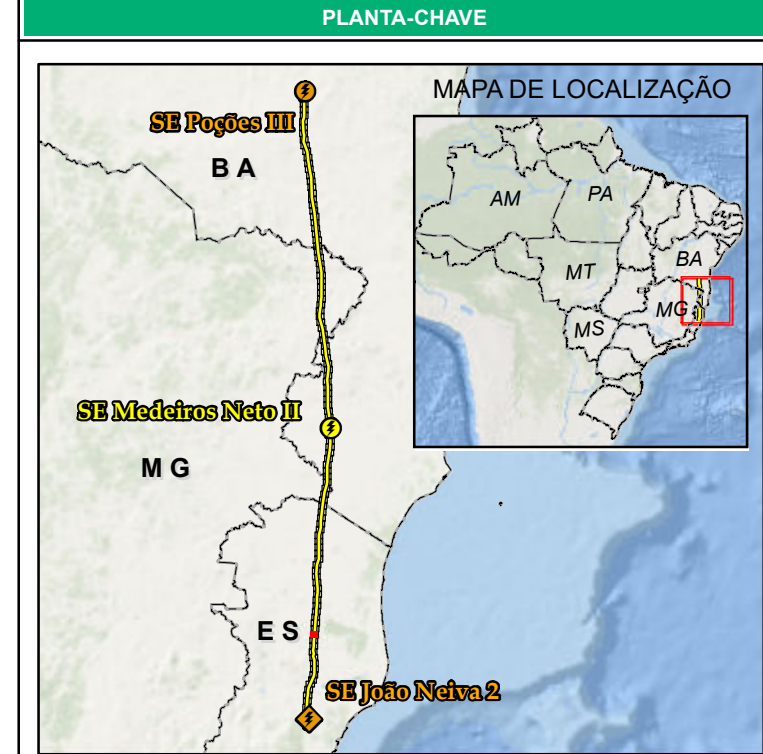 PLANTA-CHAVE
MAPA DE LOCALIZAÇÃO
SE Poções III
B A
AM
PA
BA
MT
MG
MS
SE Medeiros Neto II
M G
E S
SE João Neiva 2